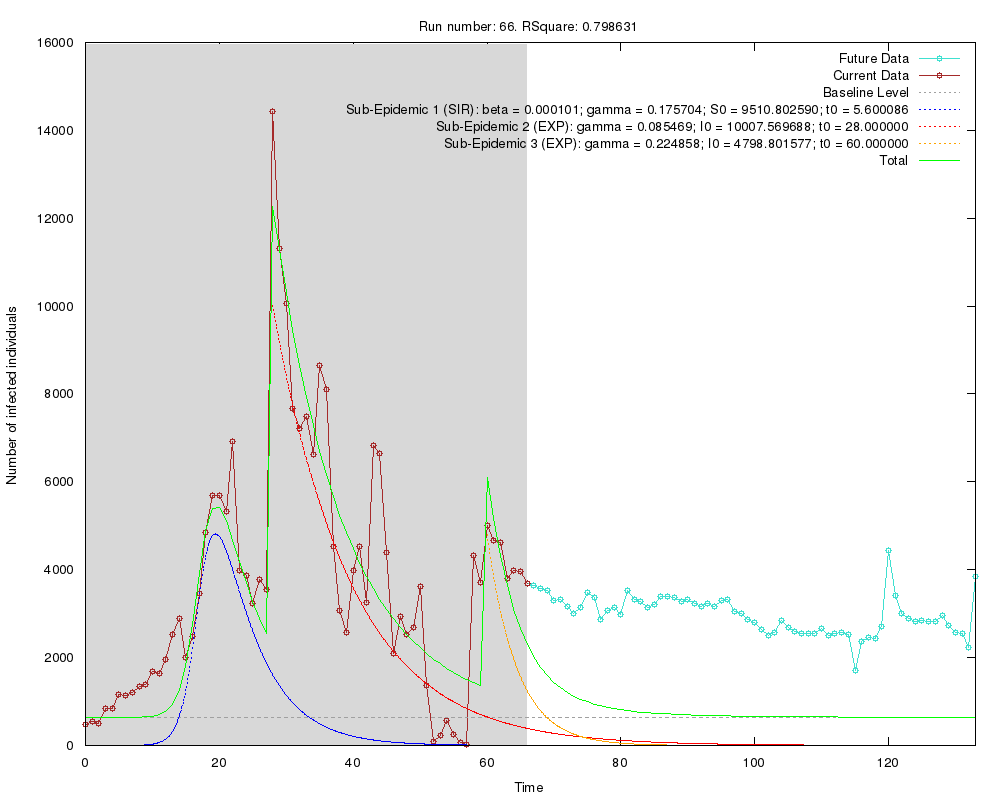 Run number: 66. RSquare: 0.798631
16000
14000
12000
10000
8000
6000
4000
2000
0
Number of infected individuals
Future Data
Current Data
Baseline Level
Sub-Epidemic 1 (SIR): beta = 0.000101; gamma = 0.175704; S0 = 9510.802590; t0 = 5.600086
Sub-Epidemic 2 (EXP): gamma = 0.085469; I0 = 10007.569688; t0 = 28.000000
Sub-Epidemic 3 (EXP): gamma = 0.224858; I0 = 4798.801577; t0 = 60.000000
Total
0 20 40 60 80 100 120
Time